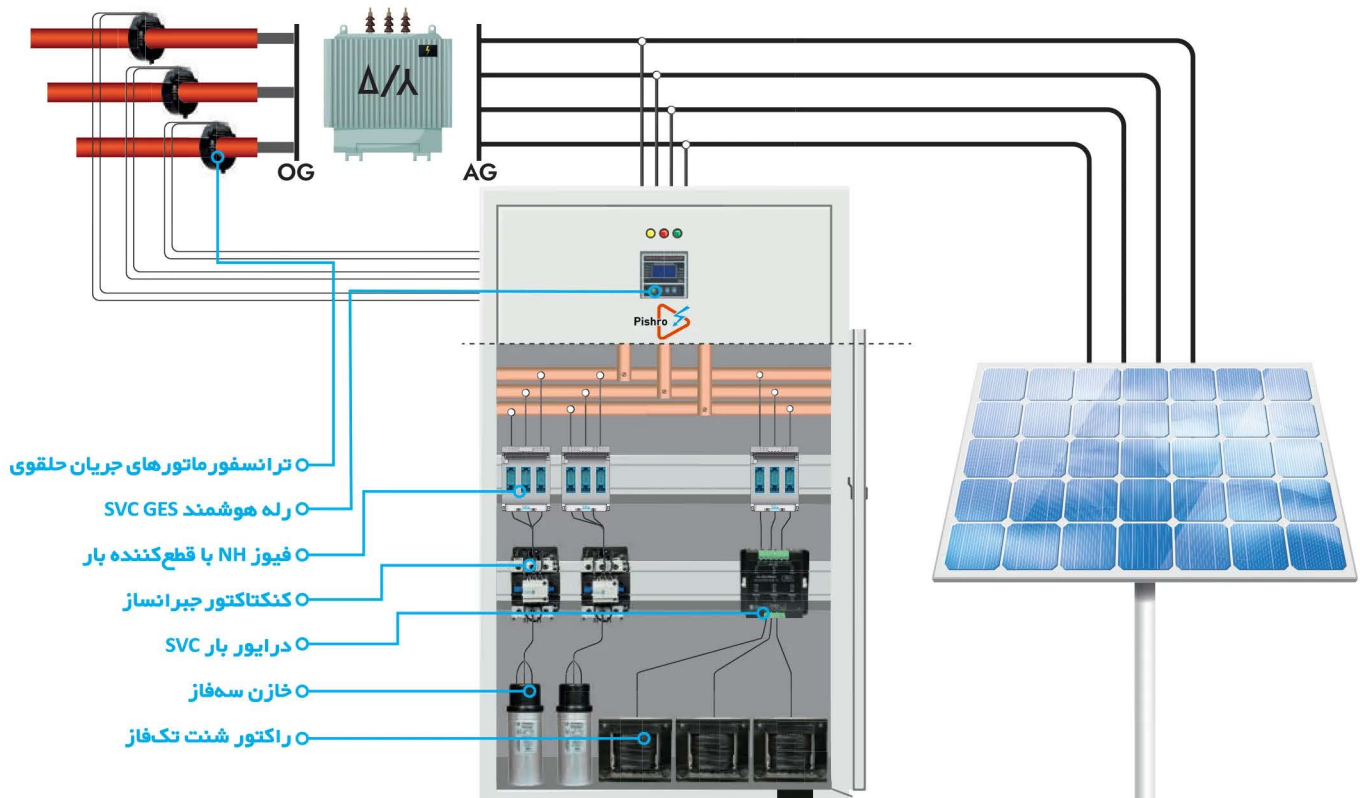 Δ/Y
OG
AG
Pishro
ترانسفورماتورهای جریان حلقوی
رله هوشمند SVC GES
فیوز NH با قطع‌کننده بار
کنکتاکتور جبرانساز
درایور بار SVC
خازن سه‌فاز
راکتور شنت تک‌فاز